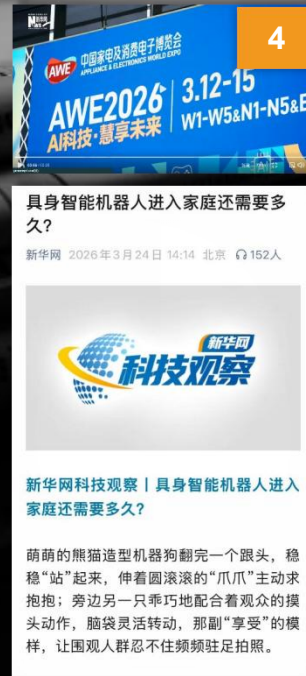 4
中国家电及消费电子博览会
AWE
APPLIANCE & ELECTRONICS WORLD EXPO
AWE2026
3.12-15
AI科技·慧享未来
W1-W5&N1-N5&E
具身智能机器人进入家庭还需要多
久?
新华网 2026年3月24日 14:14 北京 152人
新华网
科技观察
新华网科技观察丨具身智能机器人进入
家庭还需要多久?
萌萌的熊猫造型机器狗翻完一个跟头，稳
稳“站”起来，伸着圆滚滚的“爪爪”主动求
抱抱；旁边另一只乖巧地配合着观众的摸
头动作，脑袋灵活转动，那副“享受”的模
样，让围观人群忍不住频频驻足拍照。